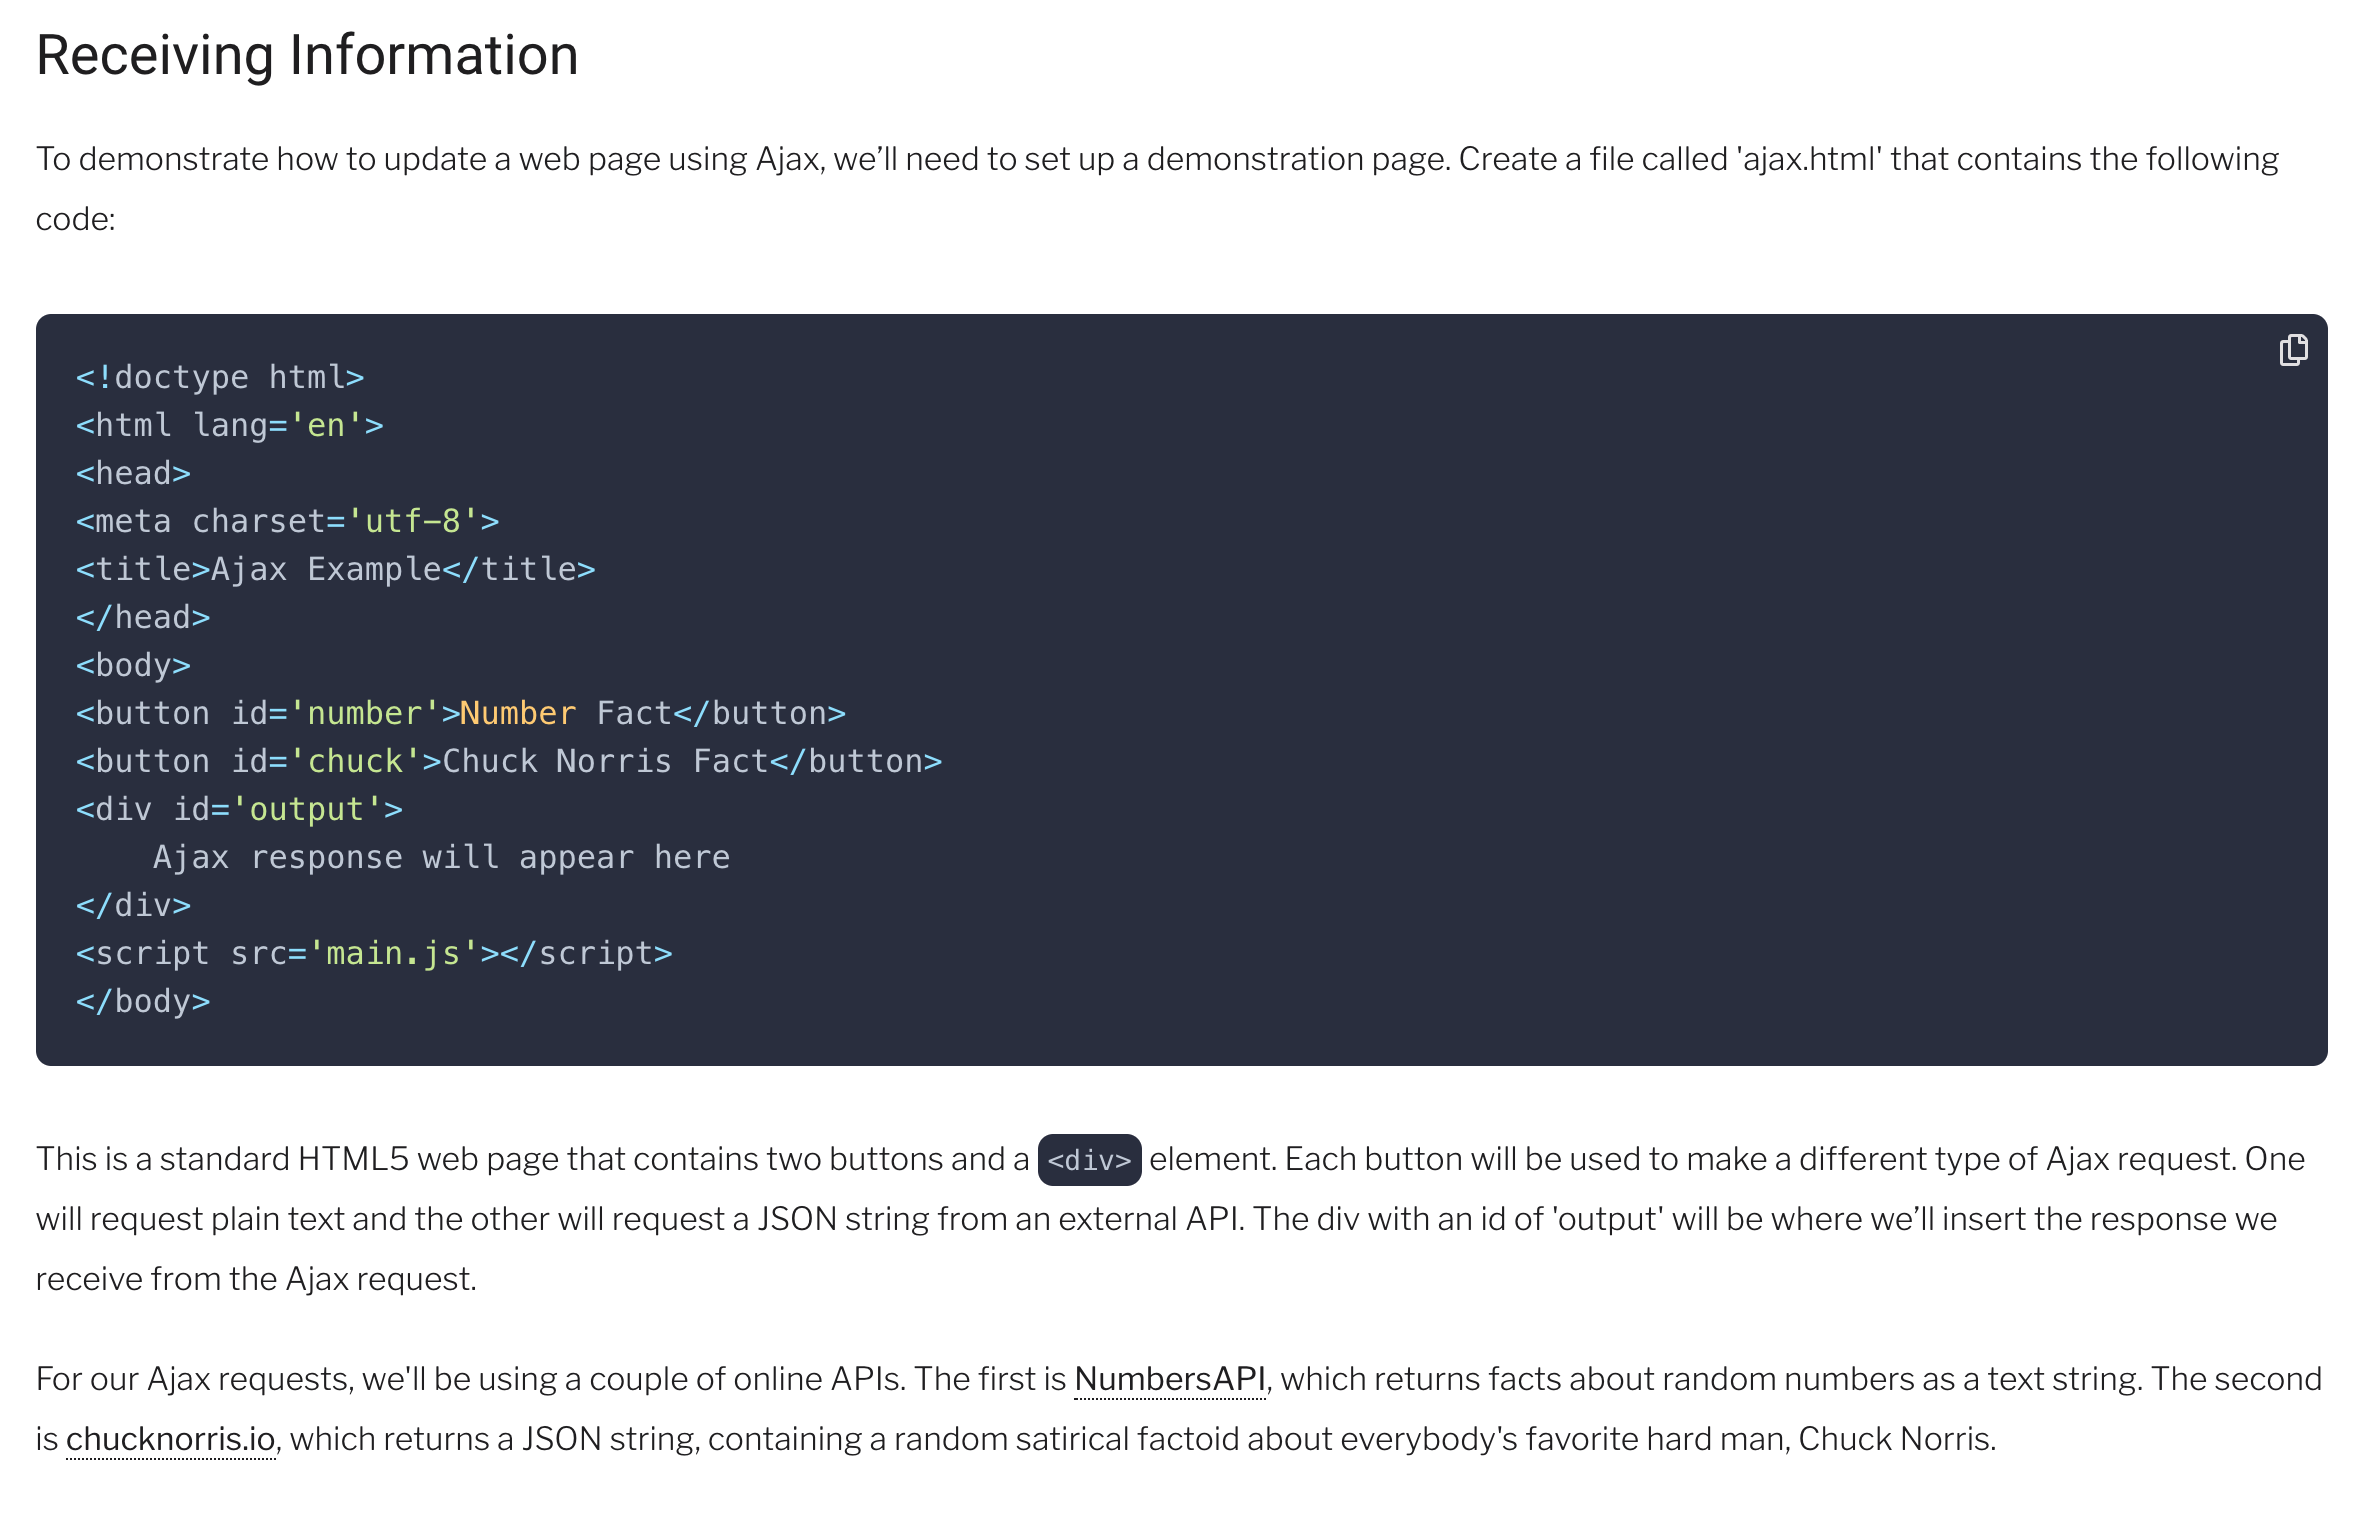 Receiving Information
To demonstrate how to update a web page using Ajax, we’ll need to set up a demonstration page. Create a file called 'ajax.html' that contains the following
code:
<!doctype html>
<html lang='en'>
<head>
<meta charset='utf-8'>
<title>Ajax Example</title>
</head>
<body>
<button id='number'>Number Fact</button>
<button id='chuck'>Chuck Norris Fact</button>
<div id='output'>
    Ajax response will appear here
</div>
<script src='main.js'></script>
</body>
This is a standard HTML5 web page that contains two buttons and a <div> element. Each button will be used to make a different type of Ajax request. One
will request plain text and the other will request a JSON string from an external API. The div with an id of 'output' will be where we’ll insert the response we
receive from the Ajax request.
For our Ajax requests, we'll be using a couple of online APIs. The first is NumbersAPI, which returns facts about random numbers as a text string. The second
is chucknorris.io, which returns a JSON string, containing a random satirical factoid about everybody's favorite hard man, Chuck Norris.